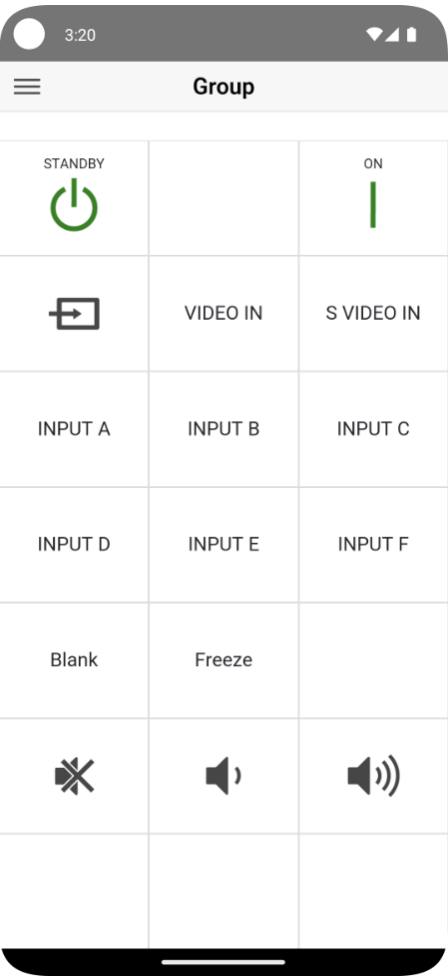 3:20
Group
STANDBY
ON
VIDEO IN
S VIDEO IN
INPUT A
INPUT B
INPUT C
INPUT D
INPUT E
INPUT F
Blank
Freeze